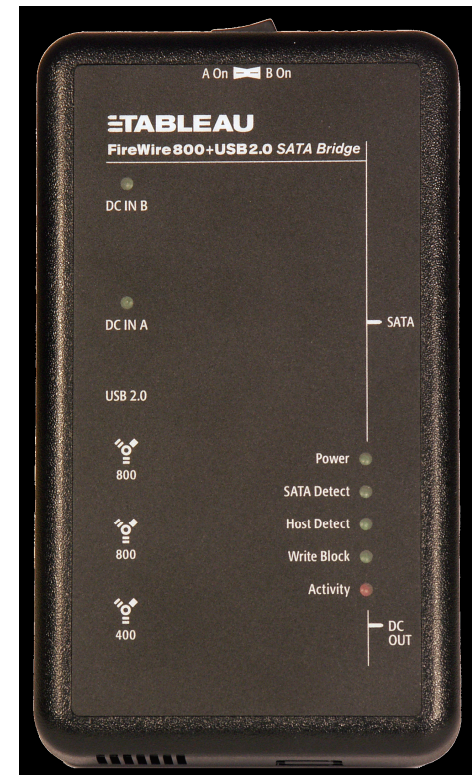 A On B On
TABLEAU
FireWire800+USB2.0 SATA Bridge
DC IN B
DC IN A
SATA
USB 2.0
800
Power
SATA Detect
800
Host Detect
Write Block
Activity
400
DC
OUT